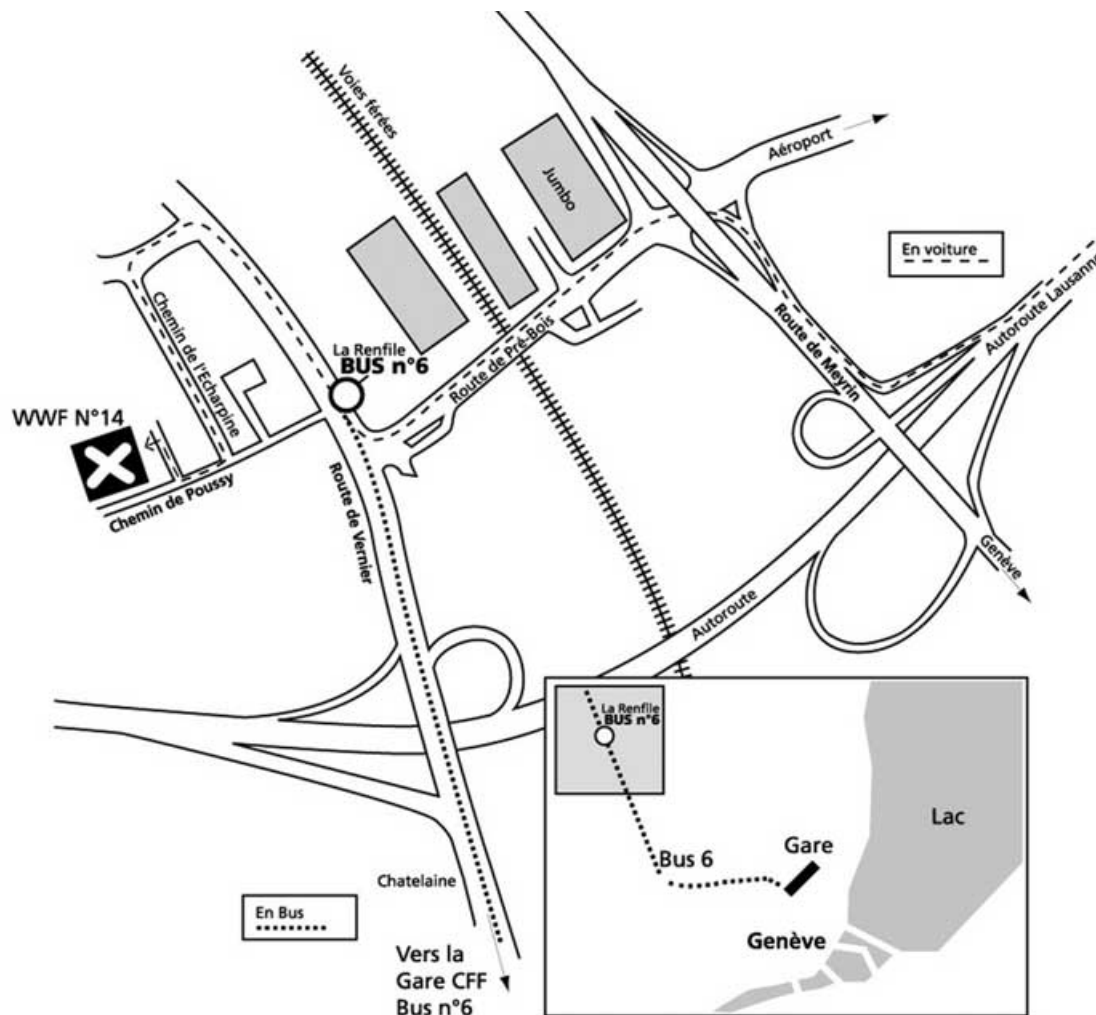 Voies férées
Aéroport
Jumbo
En voiture
Autoroute Lausanne
Chemin de l'Echarpine
La Renfile
BUS n°6
Route de Pré-Bois
Route de Meyrin
WWF N°14
Chemin de Poussy
Route de Vernier
Genève
Autoroute
La Renfile
BUS n°6
Lac
Gare
Bus 6
Chatelaine
En Bus
Genève
Vers la
Gare CFF
Bus n°6